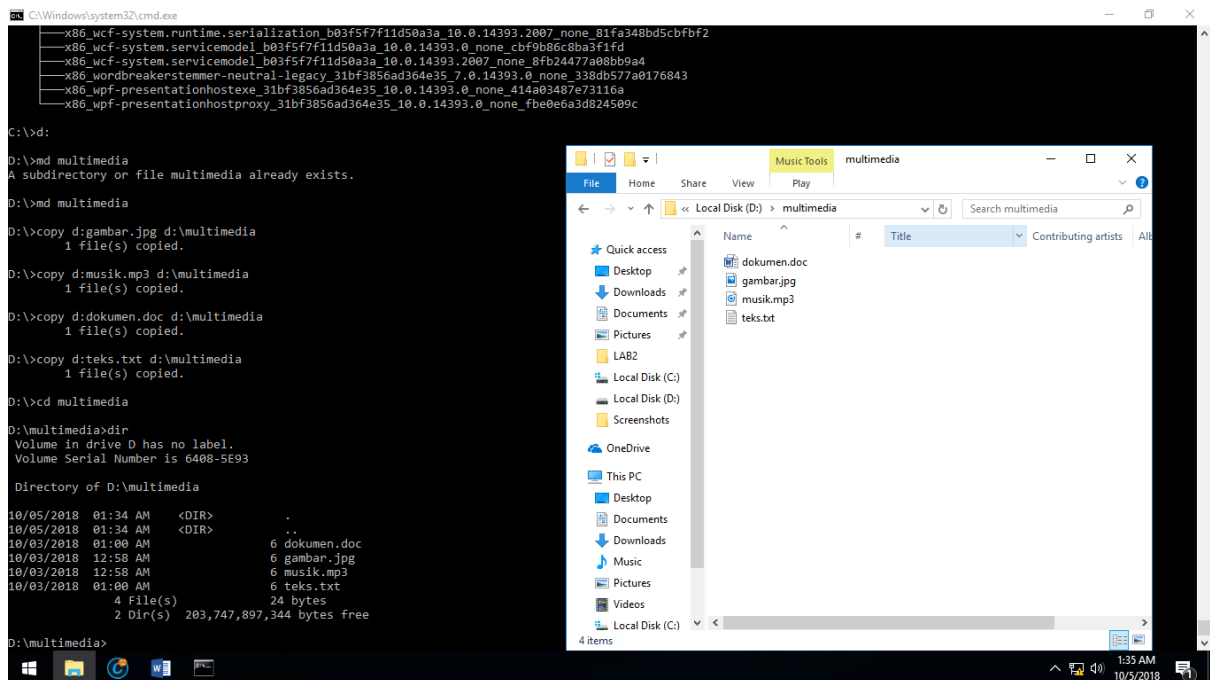 C:\Windows\system32\cmd.exe
x86_wcf-system.runtime.serialization_b03f5f7f11d50a3a_10.0.14393.2007_none_81fa348bd5cbfbf2
x86_wcf-system.servicemodel_b03f5f7f11d50a3a_10.0.14393.0_none_cbf9b86c8ba3f1fd
x86_wcf-system.servicemodel_b03f5f7f11d50a3a_10.0.14393.2007_none_8fb24477a08bb9a4
x86_wordbreakerstemmer-neutral-legacy_31bf3856ad364e35_7.0.14393.0_none_338db577a0176843
x86_wpf-presentationhostexe_31bf3856ad364e35_10.0.14393.0_none_414a03487e73116a
x86_wpf-presentationhostproxy_31bf3856ad364e35_10.0.14393.0_none_fbe0e6a3d824509c
C:\>d:
D:\>md multimedia
A subdirectory or file multimedia already exists.
D:\>md multimedia
D:\>copy d:gambar.jpg d:\multimedia
1 file(s) copied.
D:\>copy d:musik.mp3 d:\multimedia
1 file(s) copied.
D:\>copy d:dokumen.doc d:\multimedia
1 file(s) copied.
D:\>copy d:teks.txt d:\multimedia
1 file(s) copied.
D:\>cd multimedia
D:\multimedia>dir
Volume in drive D has no label.
Volume Serial Number is 6408-5E93
Directory of D:\multimedia
10/05/2018 01:34 AM <DIR> .
10/05/2018 01:34 AM <DIR> ..
10/03/2018 01:00 AM 6 dokumen.doc
10/03/2018 12:58 AM 6 gambar.jpg
10/03/2018 12:58 AM 6 musik.mp3
10/03/2018 01:00 AM 6 teks.txt
4 File(s) 24 bytes
2 Dir(s) 203,747,897,344 bytes free
D:\multimedia>
Music Tools multimedia
File Home Share View Play
« Local Disk (D:) > multimedia Search multimedia
Name # Title Contributing artists Alb
Quick access
Desktop
Downloads
Documents
Pictures
LAB2
Local Disk (C:)
Local Disk (D:)
Screenshots
OneDrive
This PC
Desktop
Documents
Downloads
Music
Pictures
Videos
Local Disk (C:)
dokumen.doc
gambar.jpg
musik.mp3
teks.txt
4 items
1:35 AM
10/5/2018
1